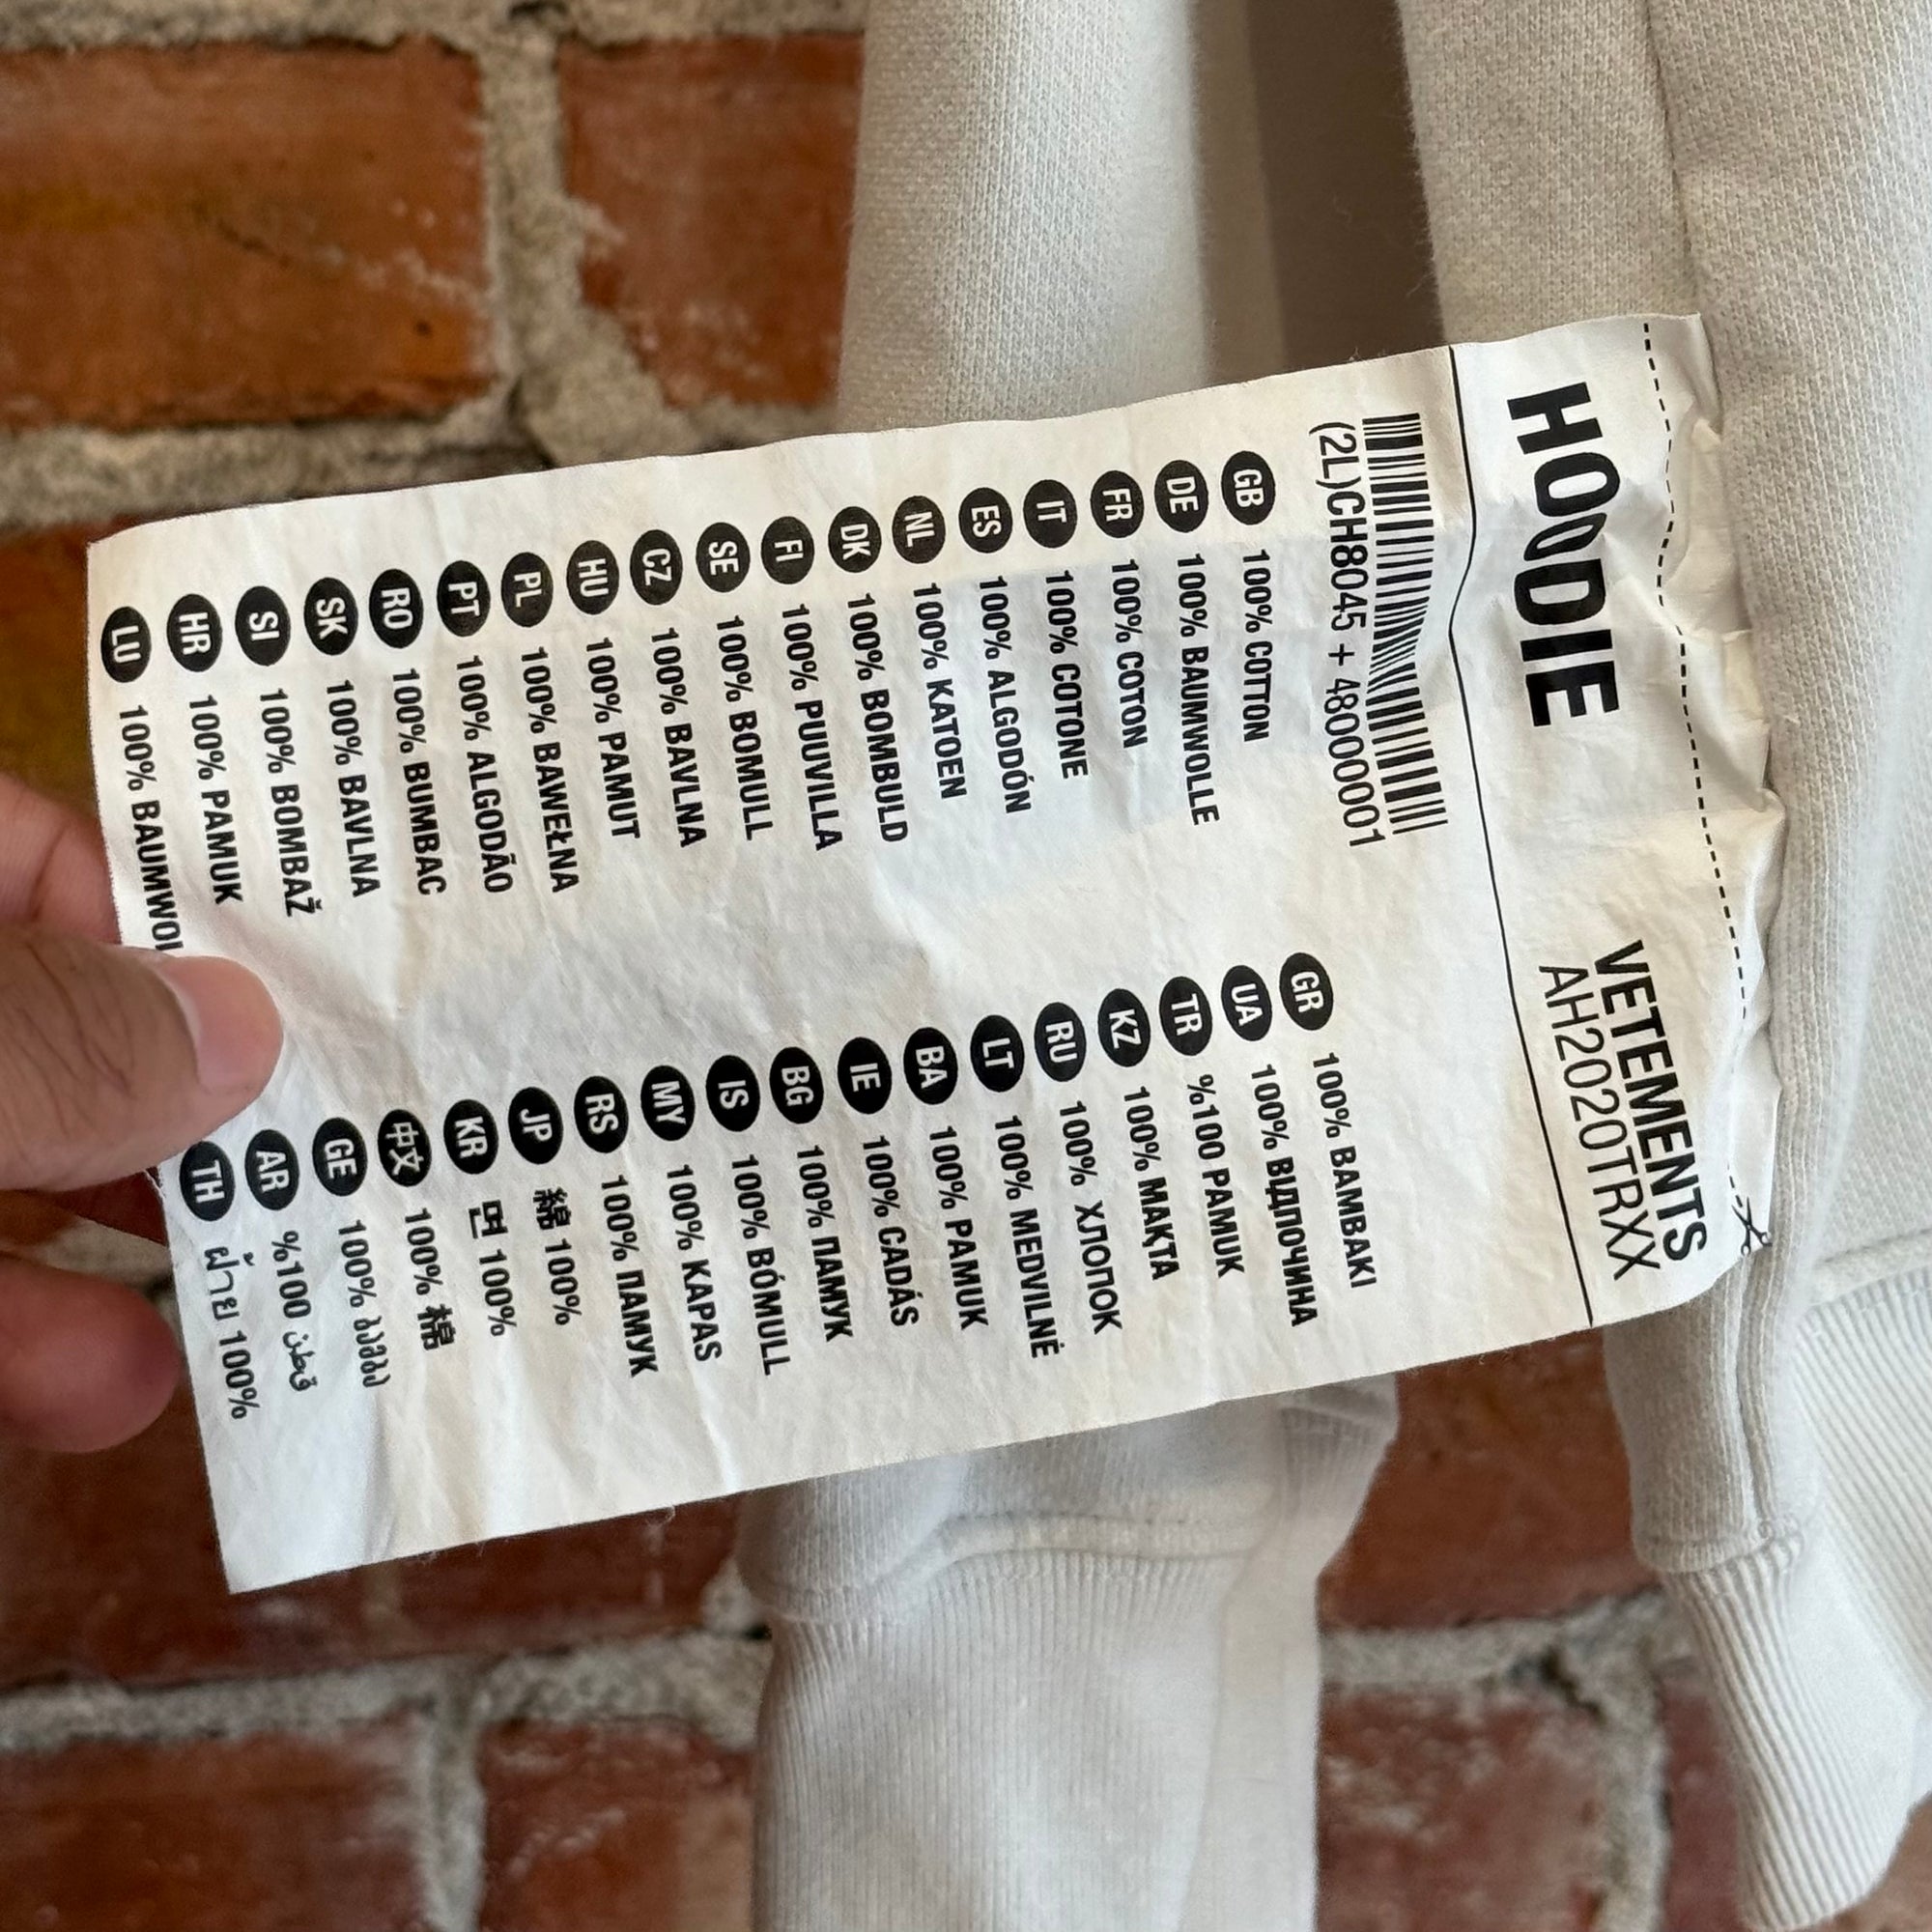 HOODIE
VETEMENTS
AH2020TRXX
(2L)CH8045 + 48000001
GB 100% COTTON
DE 100% BAUMWOLLE
FR 100% COTON
IT 100% COTONE
ES 100% ALGODÓN
NL 100% KATOEN
DK 100% BOMBULD
FI 100% PUUVILLA
SE 100% BOMULL
CZ 100% BAVLNA
HU 100% PAMUT
PL 100% BAWEŁNA
PT 100% ALGODÃO
RO 100% BUMBAC
SK 100% BAVLNA
SI 100% BOMBAŽ
HR 100% PAMUK
LU 100%
GR 100% BAMBAKI
UA 100% ВІДПОЧИНА
TR %100 PAMUK
KZ 100% МАҚТА
RU 100% ХЛОПОК
LT 100% MEDVILNĖ
BA 100% PAMUK
IE 100% CADÁS
BG 100% ПАМУК
IS 100% BÓMULL
MY 100% KAPAS
RS 100% ПАМУК
JP 綿 100%
KR 면 100%
中文 100% 棉
GE 100% ბამბა
AR %100 قطن
TH ฝ้าย 100%